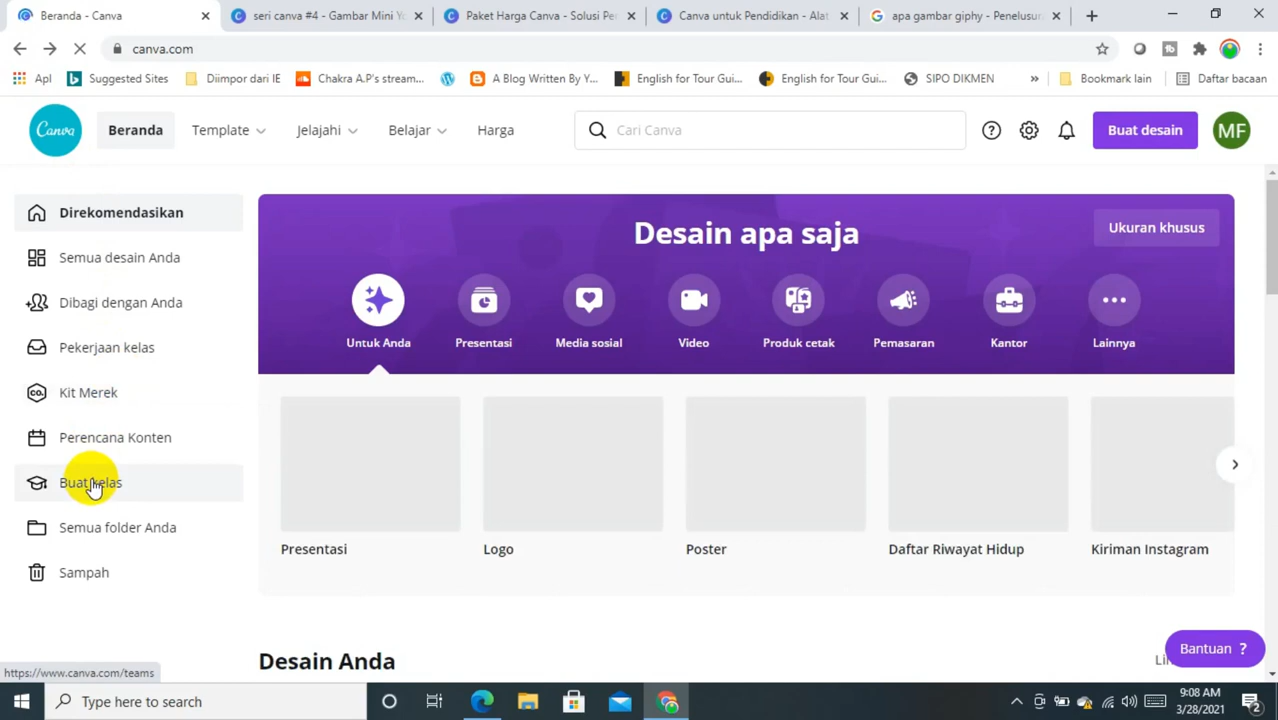 Beranda - Canva
seri canva #4 - Gambar Mini Yo
Paket Harga Canva - Solusi Per
Canva untuk Pendidikan - Alat
apa gambar giphy - Penelusur
canva.com
Apl
Suggested Sites
Diimpor dari IE
Chakra A.P's stream...
A Blog Written By Y...
English for Tour Gui...
English for Tour Gui...
SIPO DIKMEN
»
Bookmark lain
Daftar bacaan
Canva
Beranda
Template
Jelajahi
Belajar
Harga
Cari Canva
Buat desain
MF
Direkomendasikan
Semua desain Anda
Dibagi dengan Anda
Pekerjaan kelas
CO.
Kit Merek
Perencana Konten
Buat kelas
Semua folder Anda
Sampah
Desain apa saja
Ukuran khusus
Untuk Anda
Presentasi
Media sosial
Video
Produk cetak
Pemasaran
Kantor
Lainnya
Presentasi
Logo
Poster
Daftar Riwayat Hidup
Kiriman Instagram
Desain Anda
Bantuan ?
https://www.canva.com/teams
Type here to search
9:08 AM
3/28/2021
2